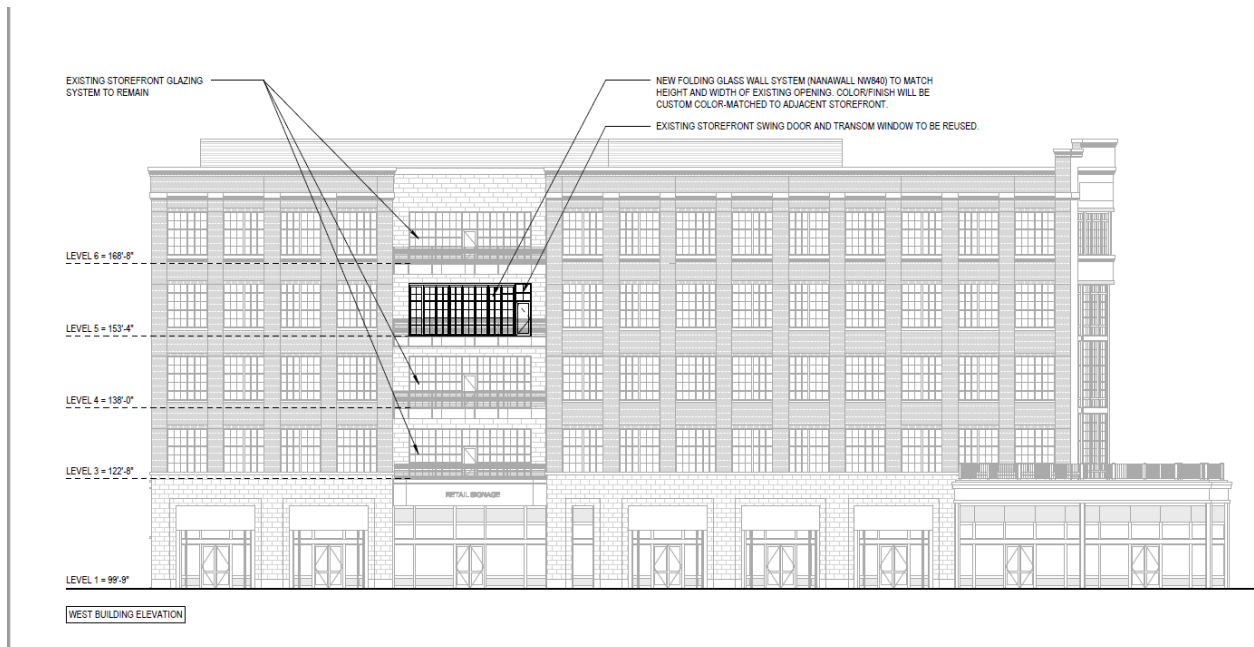 EXISTING STOREFRONT GLAZING
SYSTEM TO REMAIN
NEW FOLDING GLASS WALL SYSTEM (NANAWALL NW840) TO MATCH
HEIGHT AND WIDTH OF EXISTING OPENING. COLOR/FINISH WILL BE
CUSTOM COLOR-MATCHED TO ADJACENT STOREFRONT.
EXISTING STOREFRONT SWING DOOR AND TRANSOM WINDOW TO BE REUSED.
LEVEL 6 = 168'-8"
LEVEL 5 = 153'-4"
LEVEL 4 = 138'-0"
LEVEL 3 = 122'-8"
RETAIL SIGNAGE
LEVEL 1 = 99'-9"
WEST BUILDING ELEVATION